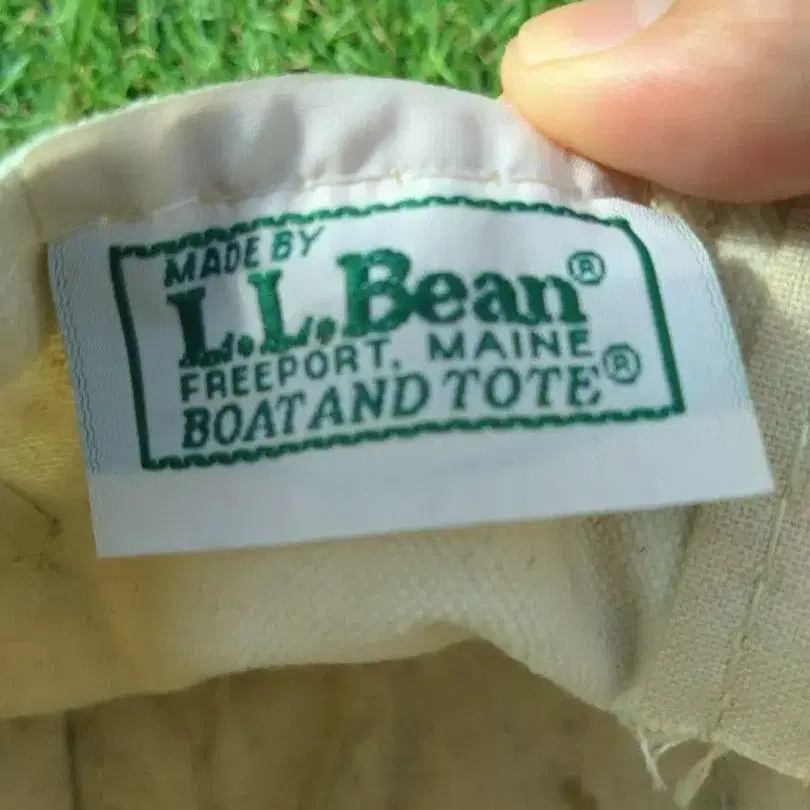 MADE BY
L.L.Bean®
FREEPORT, MAINE
BOAT AND TOTE®